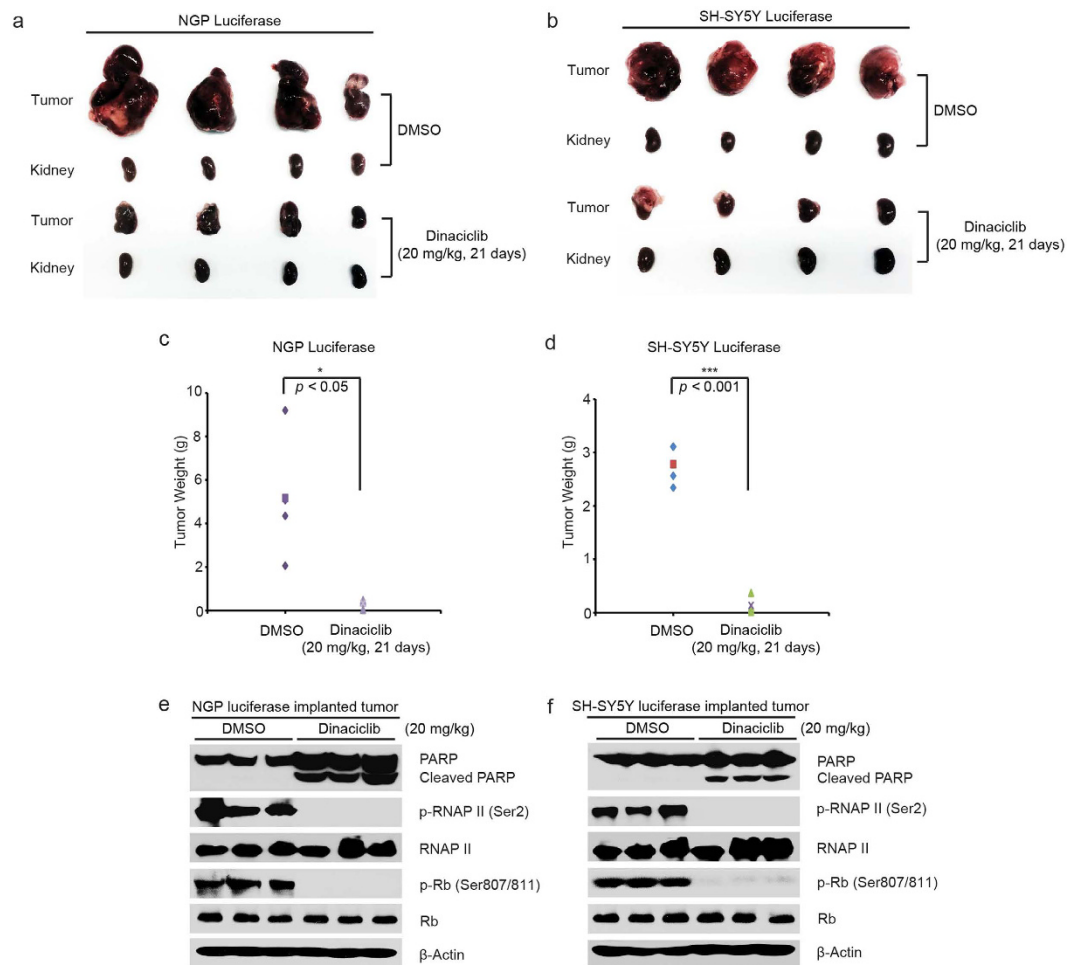 a
NGP Luciferase
Tumor
DMSO
Kidney
Tumor
Dinaciclib
(20 mg/kg, 21 days)
Kidney
b
SH-SY5Y Luciferase
Tumor
DMSO
Kidney
Tumor
Dinaciclib
(20 mg/kg, 21 days)
Kidney
c
NGP Luciferase
*
p < 0.05
10
8
6
4
2
0
Tumor Weight (g)
DMSO
Dinaciclib
(20 mg/kg, 21 days)
d
SH-SY5Y Luciferase
***
p < 0.001
4
3
2
1
0
Tumor Weight (g)
DMSO
Dinaciclib
(20 mg/kg, 21 days)
e
NGP luciferase implanted tumor
DMSO Dinaciclib (20 mg/kg)
PARP
Cleaved PARP
p-RNAP II (Ser2)
RNAP II
p-Rb (Ser807/811)
Rb
β-Actin
f
SH-SY5Y luciferase implanted tumor
DMSO Dinaciclib (20 mg/kg)
PARP
Cleaved PARP
p-RNAP II (Ser2)
RNAP II
p-Rb (Ser807/811)
Rb
β-Actin